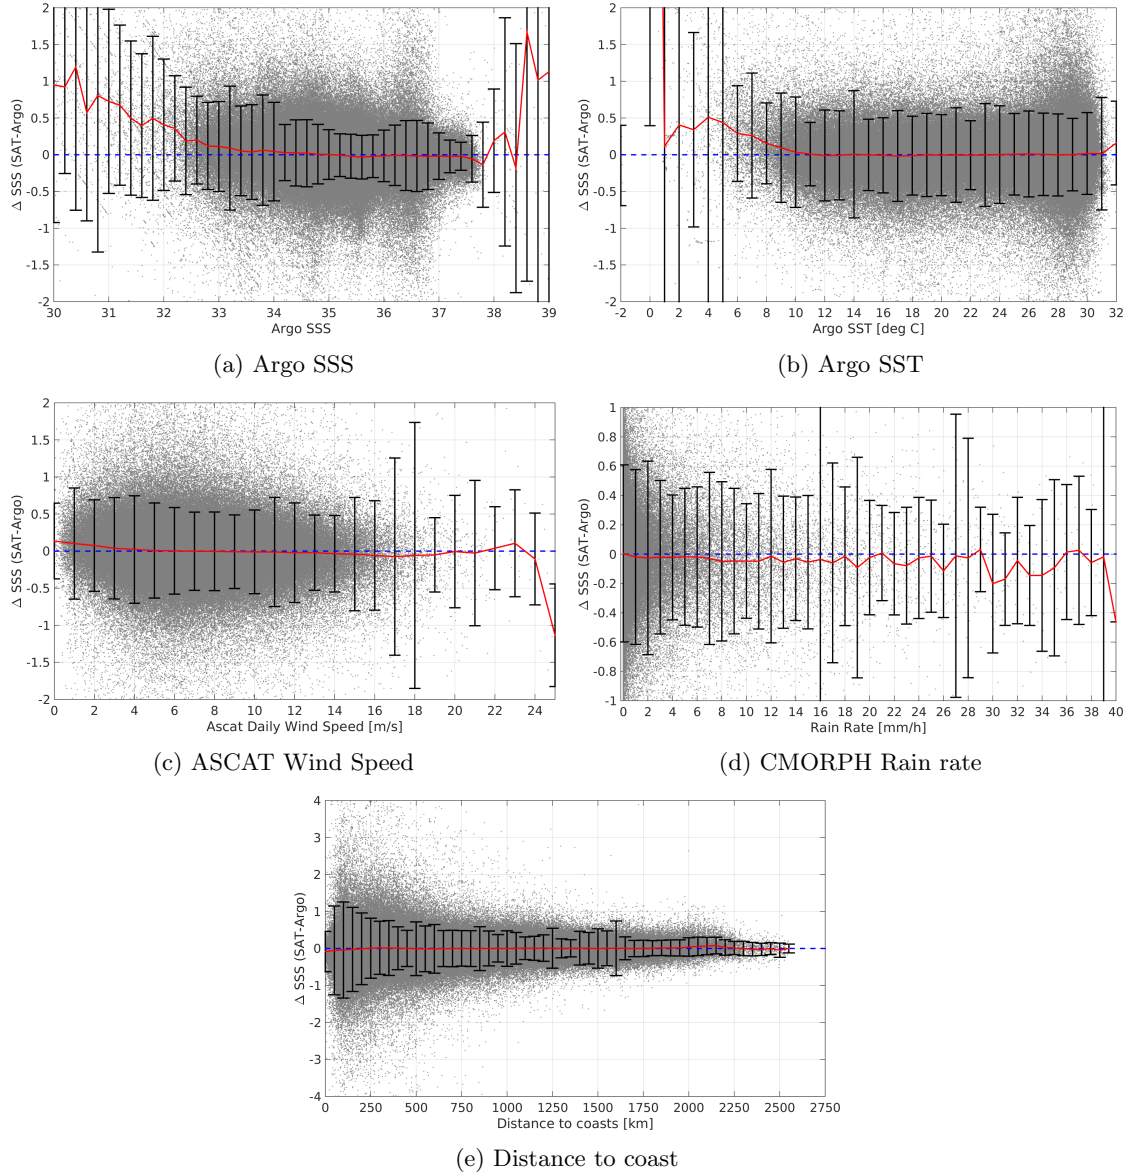 2
1.5
1
0.5
0
-0.5
-1
-1.5
-2
Δ SSS (SAT-Argo)
30 31 32 33 34 35 36 37 38 39
Argo SSS
(a) Argo SSS
2
1.5
1
0.5
0
-0.5
-1
-1.5
-2
Δ SSS (SAT-Argo)
-2 0 2 4 6 8 10 12 14 16 18 20 22 24 26 28 30 32
Argo SST [deg C]
(b) Argo SST
2
1.5
1
0.5
0
-0.5
-1
-1.5
-2
Δ SSS (SAT-Argo)
0 2 4 6 8 10 12 14 16 18 20 22 24
Ascat Daily Wind Speed [m/s]
(c) ASCAT Wind Speed
1
0.8
0.6
0.4
0.2
0
-0.2
-0.4
-0.6
-0.8
-1
Δ SSS (SAT-Argo)
0 2 4 6 8 10 12 14 16 18 20 22 24 26 28 30 32 34 36 38 40
Rain Rate [mm/h]
(d) CMORPH Rain rate
4
3
2
1
0
-1
-2
-3
-4
Δ SSS (SAT-Argo)
0 250 500 750 1000 1250 1500 1750 2000 2250 2500 2750
Distance to coasts [km]
(e) Distance to coast